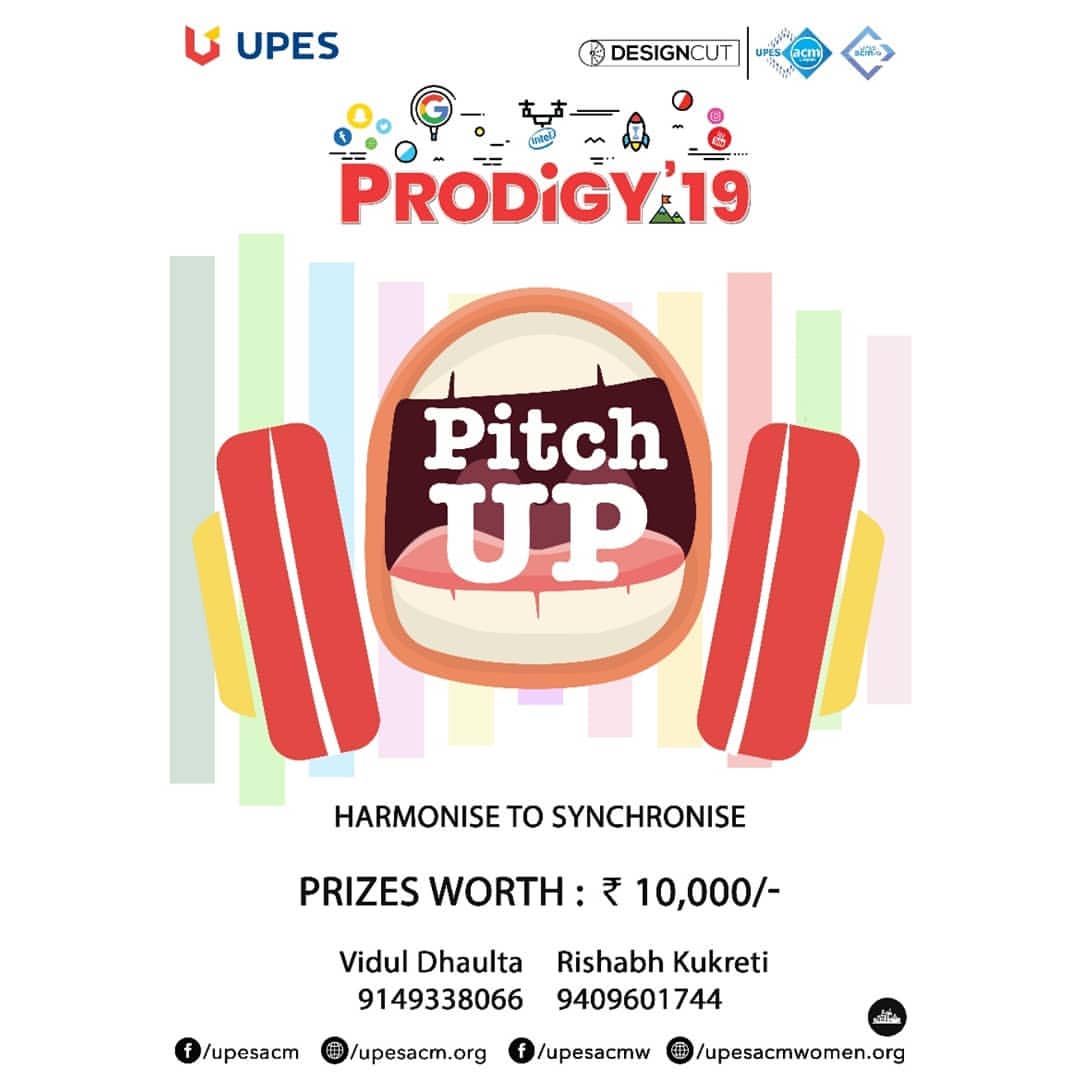 UPES
DESIGNCUT
UPES acm
PRODiGY'19
intel
Pitch
UP
HARMONISE TO SYNCHRONISE
PRIZES WORTH : ₹ 10,000/-
Vidul Dhaulta Rishabh Kukreti
9149338066 9409601744
/upesacm /upesacm.org /upesacmw /upesacmwomen.org